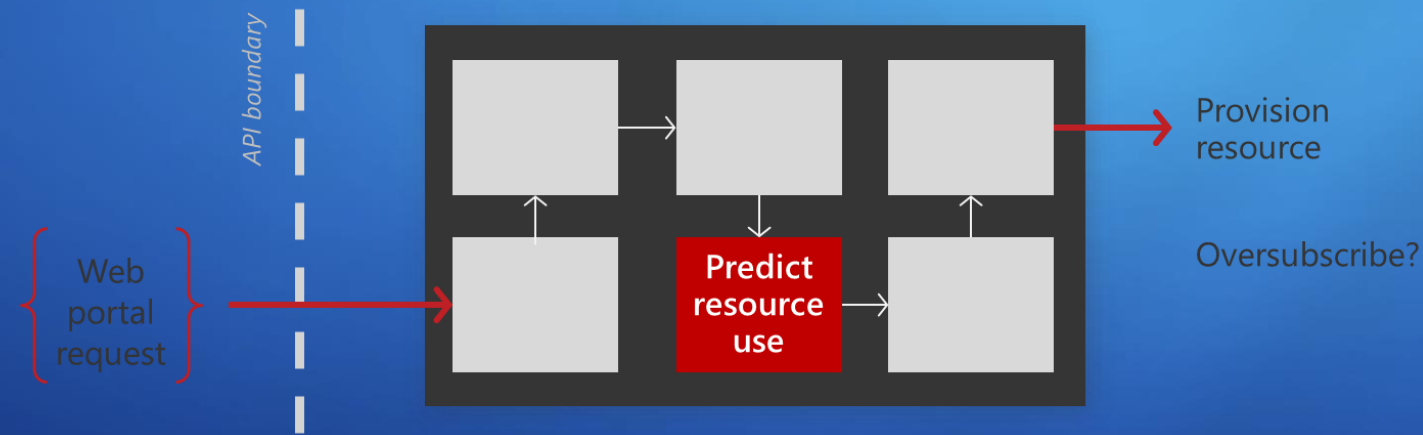 API boundary
Web
portal
request
Predict
resource
use
Provision
resource
Oversubscribe?